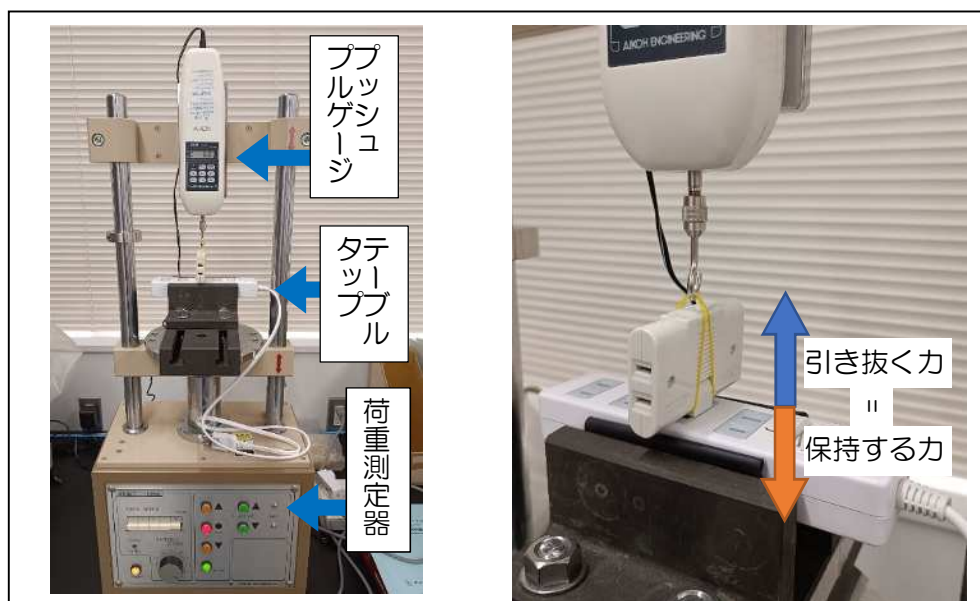 プッシュ
プルゲージ
テーブル
タップ
荷重測定器
AIKOH ENGINEERING
引き抜く力
＝
保持する力